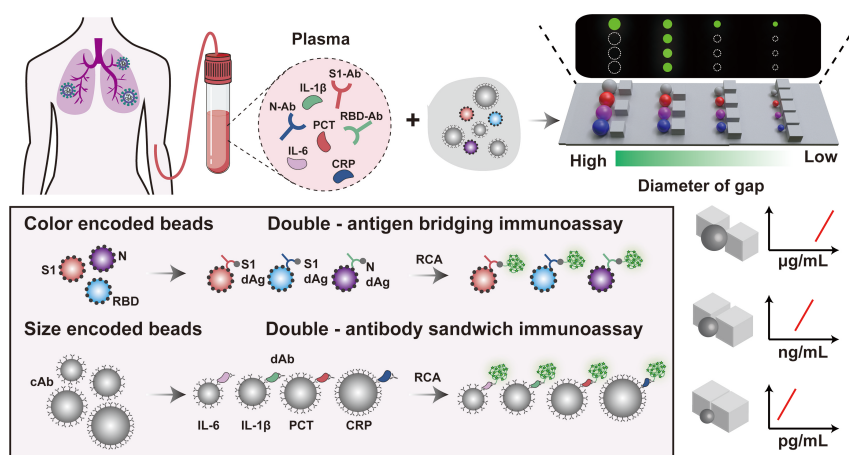 Plasma
S1-Ab
IL-1β
N-Ab
PCT
RBD-Ab
IL-6
CRP
+
High
Low
Diameter of gap
Color encoded beads
Double - antigen bridging immunoassay
S1
N
RBD
S1
dAg
S1
dAg
N
dAg
RCA
Size encoded beads
Double - antibody sandwich immunoassay
cAb
dAb
RCA
IL-6
IL-1β
PCT
CRP
μg/mL
ng/mL
pg/mL